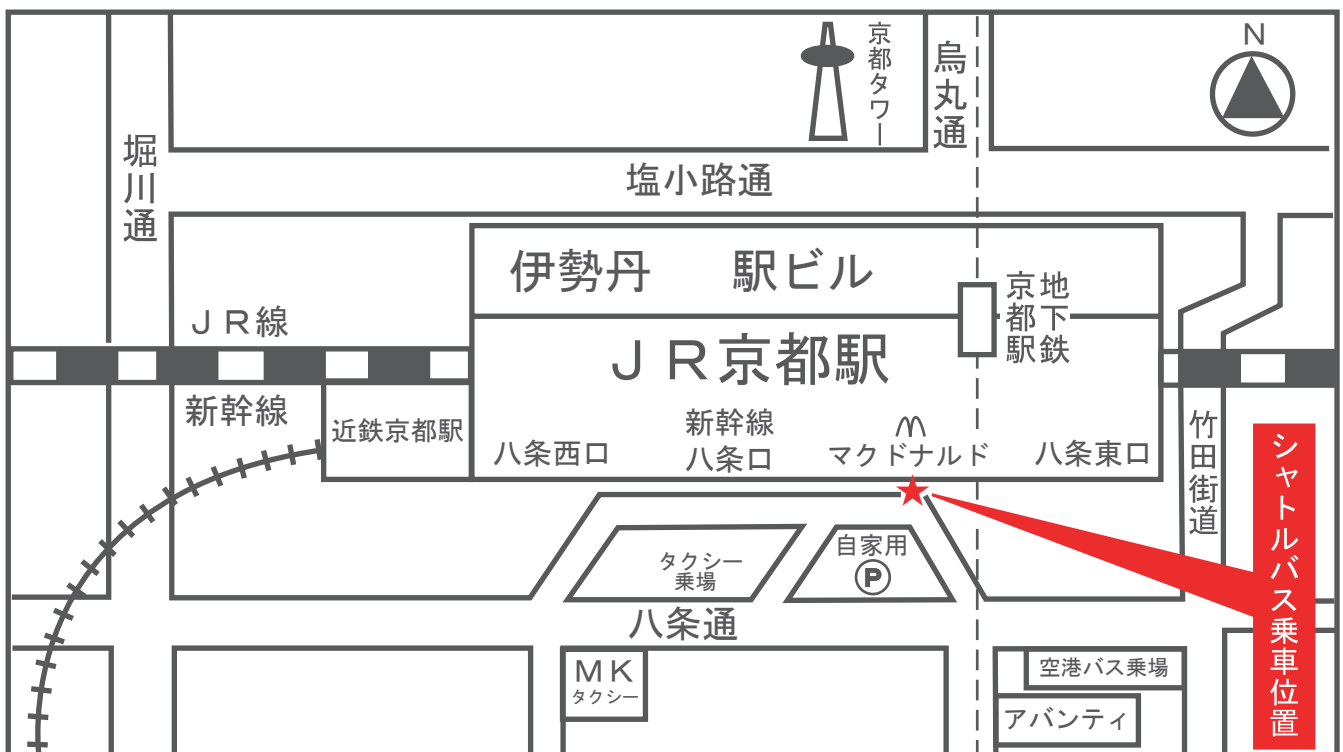 京都タワー
烏丸通
N
堀川通
塩小路通
伊勢丹 駅ビル
地下鉄
京都駅
JR線
JR京都駅
新幹線
近鉄京都駅
八条西口
新幹線
八条口
マクドナルド
八条東口
竹田街道
シャトルバス乗車位置
タクシー
乗場
自家用
P
八条通
MK
タクシー
空港バス乗場
アバンティ